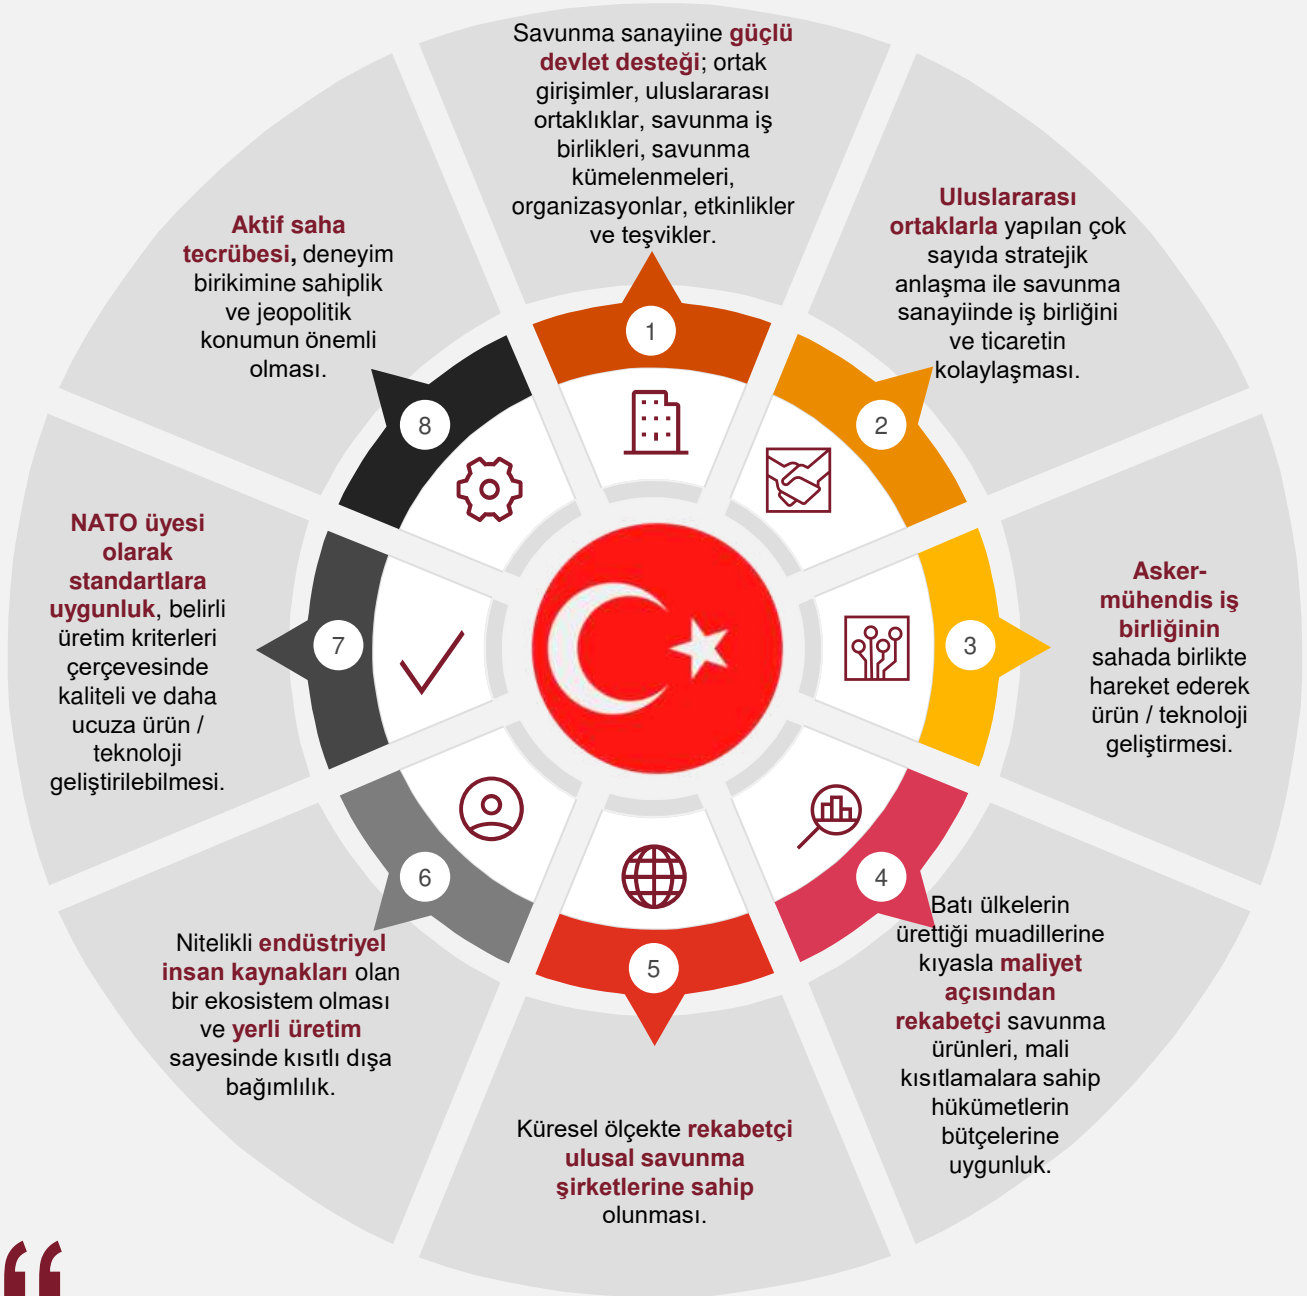 Savunma sanayiine güçlü
devlet desteği; ortak
girişimler, uluslararası
ortaklıklar, savunma iş
birlikleri, savunma
kümelenmeleri,
organizasyonlar, etkinlikler
ve teşvikler.
1
Uluslararası
ortaklarla yapılan çok
sayıda stratejik
anlaşma ile savunma
sanayiinde iş birliğini
ve ticaretin
kolaylaşması.
2
Asker-
mühendis iş
birliğinin
sahada birlikte
hareket ederek
ürün / teknoloji
geliştirmesi.
3
Batı ülkelerin
ürettiği muadillerine
kıyasla maliyet
açısından
rekabetçi savunma
ürünleri, mali
kısıtlamalara sahip
hükümetlerin
bütçelerine
uygunluk.
4
Küresel ölçekte rekabetçi
ulusal savunma
şirketlerine sahip
olunması.
5
Nitelikli endüstriyel
insan kaynakları olan
bir ekosistem olması
ve yerli üretim
sayesinde kısıtlı dışa
bağımlılık.
6
NATO üyesi
olarak
standartlara
uygunluk, belirli
üretim kriterleri
çerçevesinde
kaliteli ve daha
ucuza ürün /
teknoloji
geliştirilebilmesi.
7
Aktif saha
tecrübesi, deneyim
birikimine sahiplik
ve jeopolitik
konumun önemli
olması.
8
“